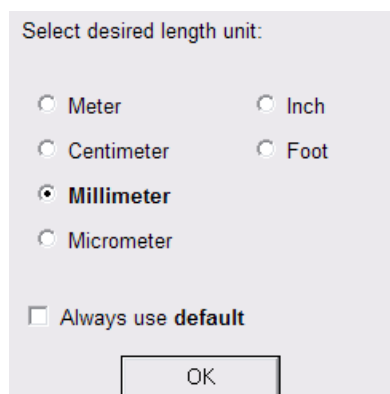 Select desired length unit:
Meter
Inch
Centimeter
Foot
Millimeter
Micrometer
Always use default
OK